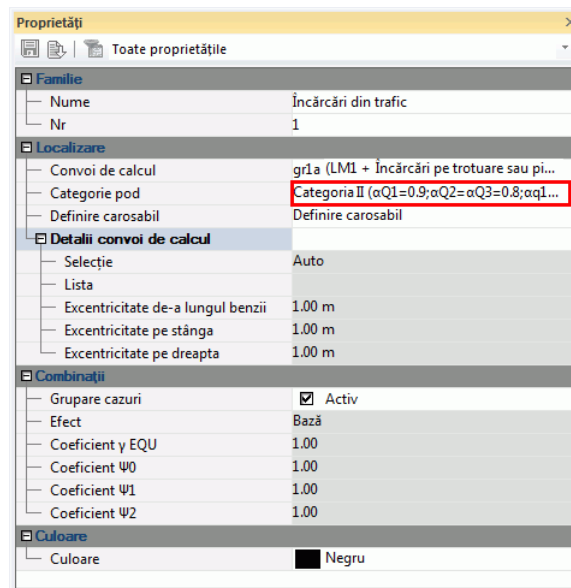 Proprietăți
Toate proprietățile
Familie
Nume Încărcări din trafic
Nr 1
Localizare
Convoi de calcul gr1a (LM1 + Încărcări pe trotuare sau pi...
Categorie pod Categoria II (αQ1=0.9;αQ2=αQ3=0.8;αq1...
Definire carosabil Definire carosabil
Detalii convoi de calcul
Selecție Auto
Lista
Excentricitate de-a lungul benzii 1.00 m
Excentricitate pe stânga 1.00 m
Excentricitate pe dreapta 1.00 m
Combinații
Grupare cazuri Activ
Efect Bază
Coeficient γ EQU 1.00
Coeficient Ψ0 1.00
Coeficient Ψ1 1.00
Coeficient Ψ2 1.00
Culoare
Culoare Negru